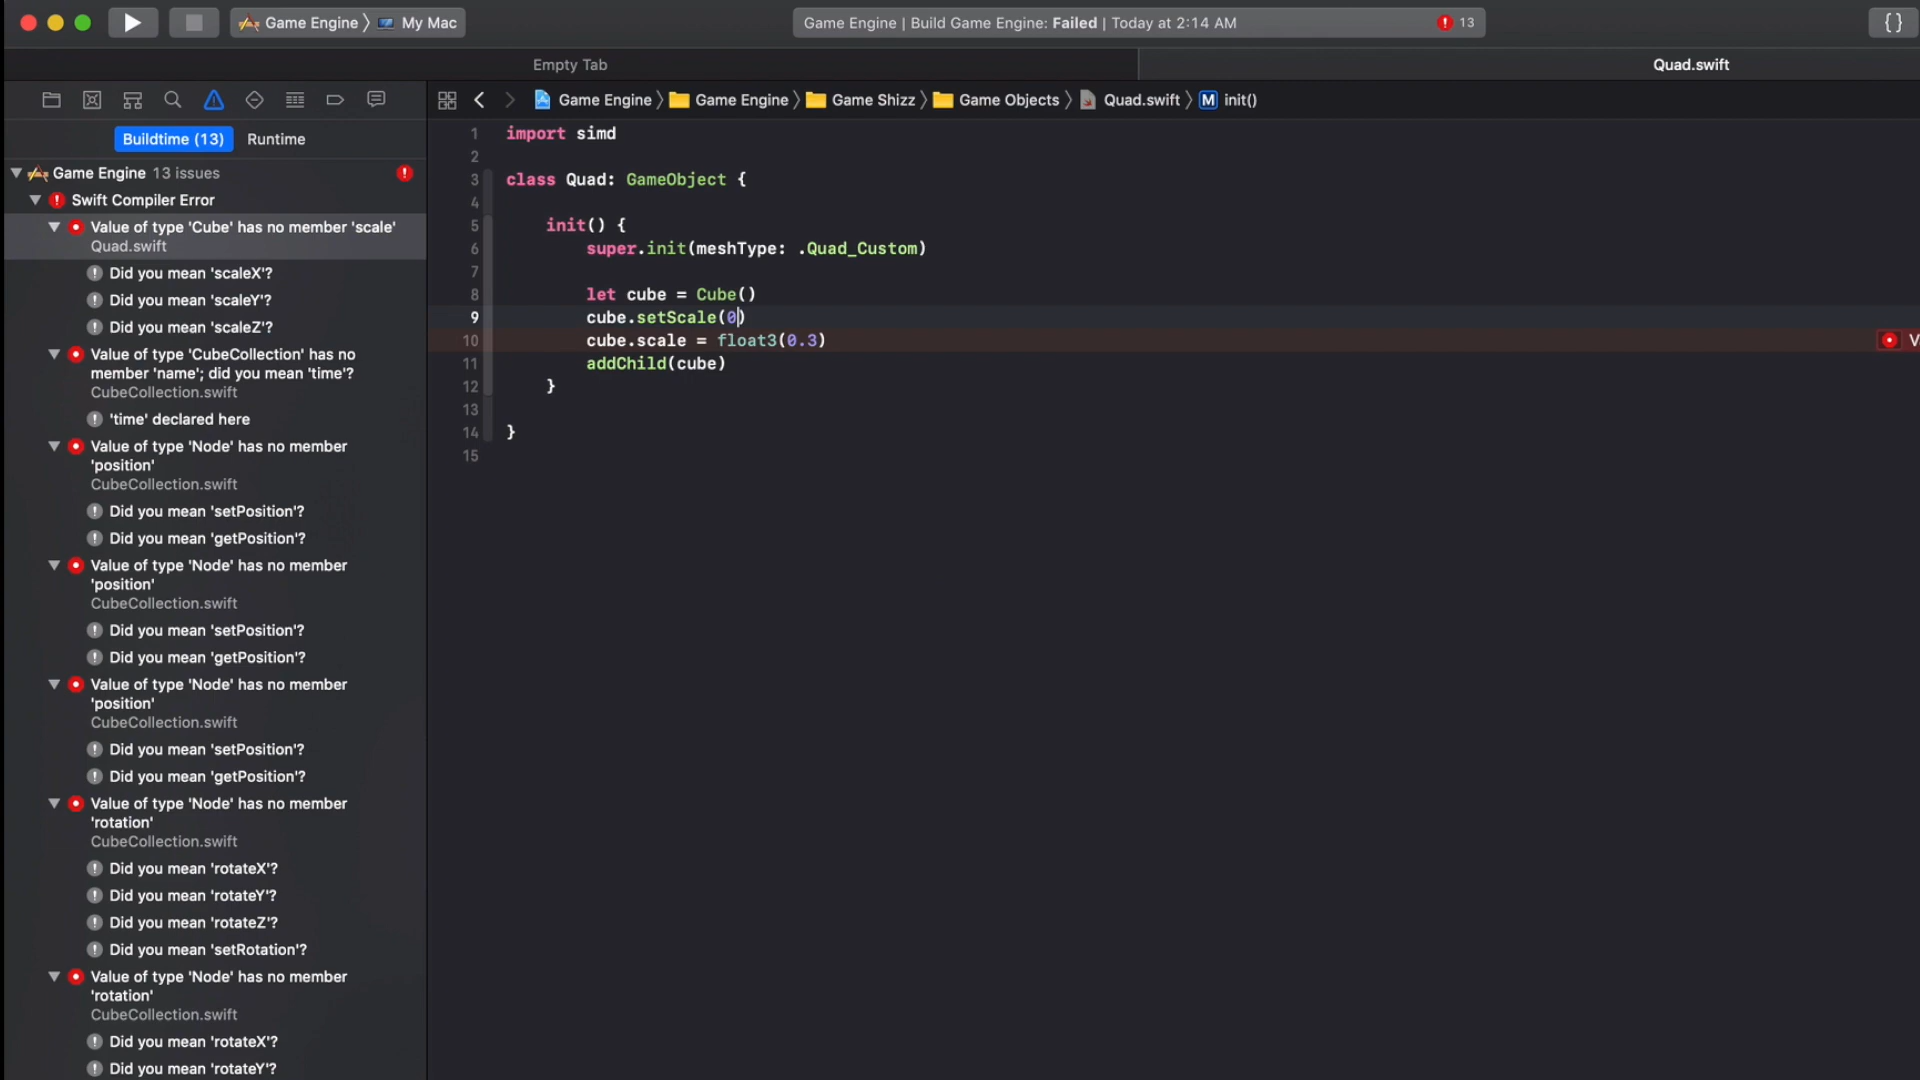 Game Engine 〉 My Mac
Game Engine | Build Game Engine: Failed | Today at 2:14 AM
13
{}
Empty Tab
Quad.swift
Game Engine 〉 Game Engine 〉 Game Shizz 〉 Game Objects 〉 Quad.swift 〉 M init()
Buildtime (13) Runtime
Game Engine 13 issues
Swift Compiler Error
Value of type 'Cube' has no member 'scale'
Quad.swift
Did you mean 'scaleX'?
Did you mean 'scaleY'?
Did you mean 'scaleZ'?
Value of type 'CubeCollection' has no
member 'name'; did you mean 'time'?
CubeCollection.swift
'time' declared here
Value of type 'Node' has no member
'position'
CubeCollection.swift
Did you mean 'setPosition'?
Did you mean 'getPosition'?
Value of type 'Node' has no member
'position'
CubeCollection.swift
Did you mean 'setPosition'?
Did you mean 'getPosition'?
Value of type 'Node' has no member
'position'
CubeCollection.swift
Did you mean 'setPosition'?
Did you mean 'getPosition'?
Value of type 'Node' has no member
'rotation'
CubeCollection.swift
Did you mean 'rotateX'?
Did you mean 'rotateY'?
Did you mean 'rotateZ'?
Did you mean 'setRotation'?
Value of type 'Node' has no member
'rotation'
CubeCollection.swift
Did you mean 'rotateX'?
Did you mean 'rotateY'?
1 import simd
2
3 class Quad: GameObject {
4
5 init() {
6 super.init(meshType: .Quad_Custom)
7
8 let cube = Cube()
9 cube.setScale(0)
10 cube.scale = float3(0.3)
11 addChild(cube)
12 }
13
14 }
15